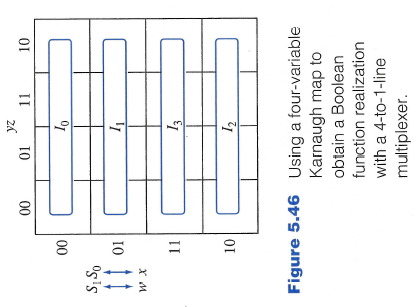 yz
00 01 11 10
S₁S₀
w x
00 I₀
01 I₁
11 I₃
10 I₂
Figure 5.46 Using a four-variable
Karnaugh map to
obtain a Boolean
function realization
with a 4-to-1-line
multiplexer.